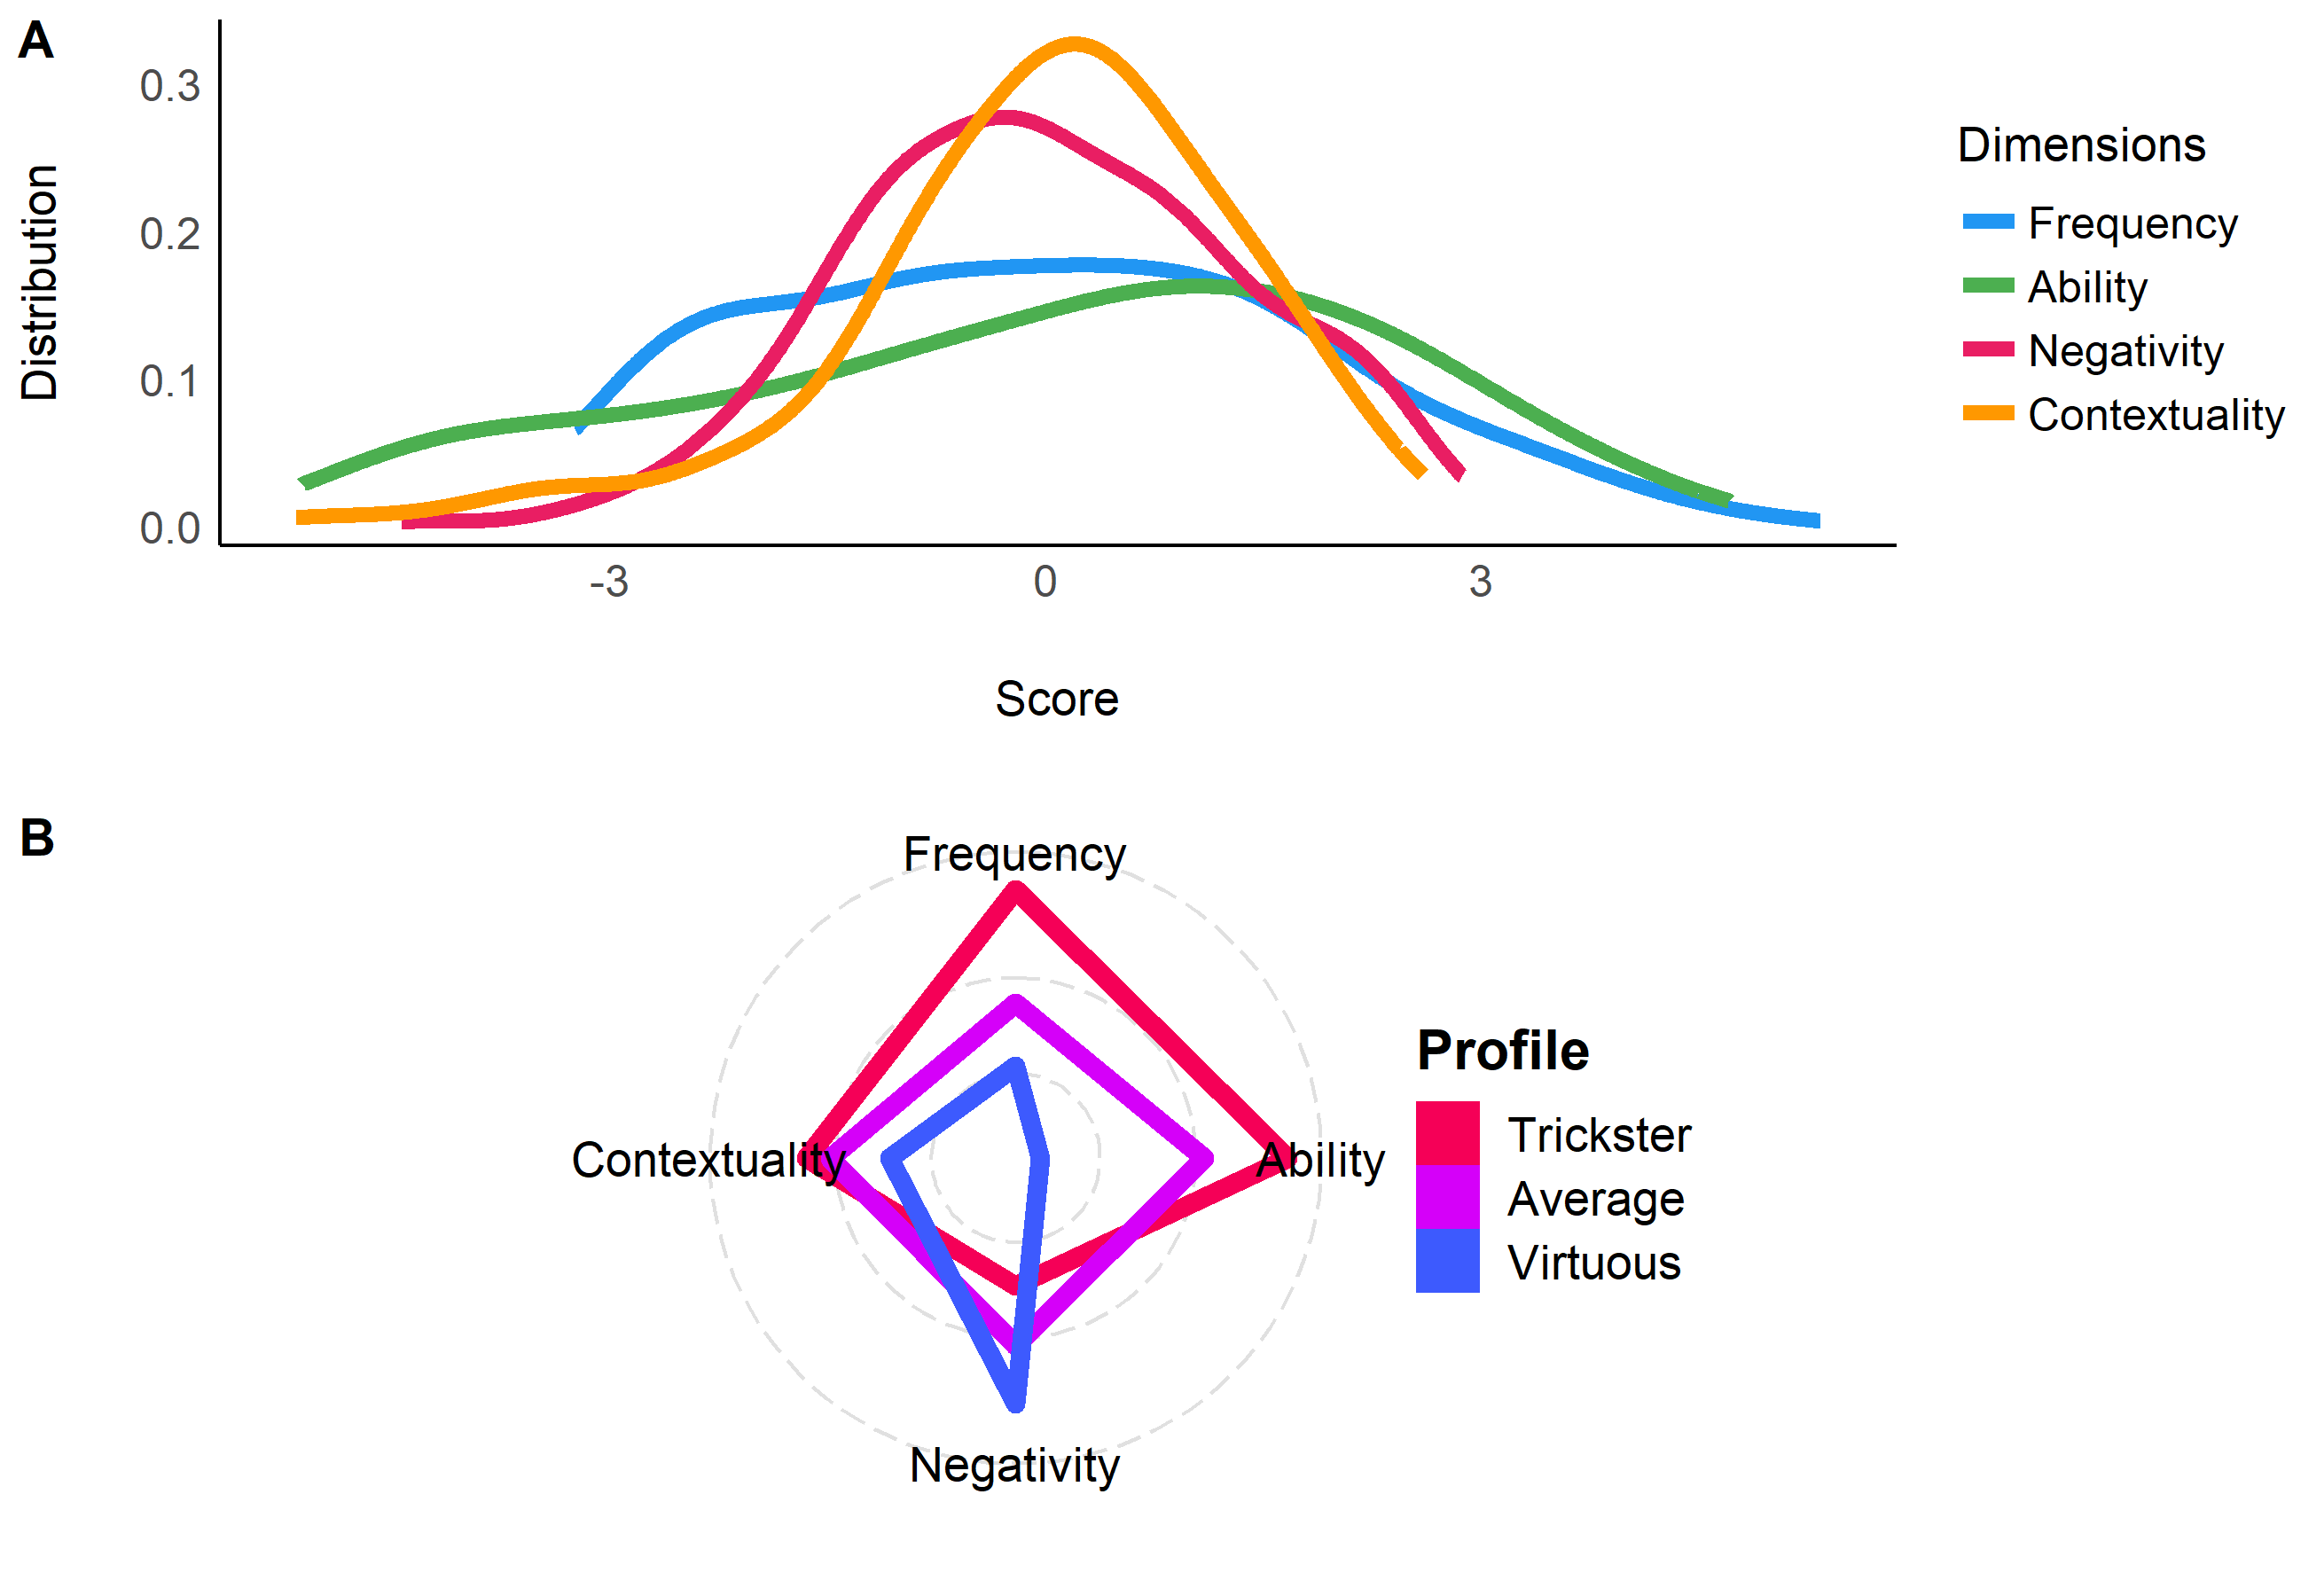 A
0.3
0.2
0.1
0.0
Distribution
-3 0 3
Score
Dimensions
Frequency
Ability
Negativity
Contextuality
B
Frequency
Contextuality
Ability
Negativity
Profile
Trickster
Average
Virtuous